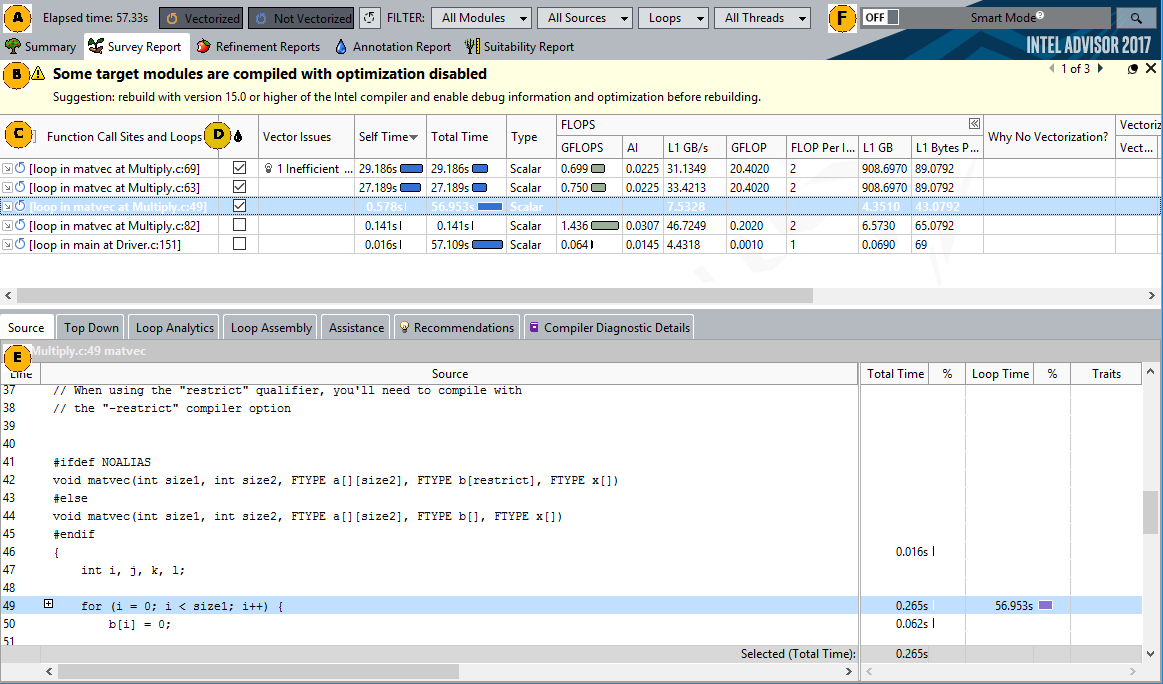 A Elapsed time: 57.33s Vectorized Not Vectorized FILTER: All Modules All Sources Loops All Threads F OFF Smart Mode?
Summary Survey Report Refinement Reports Annotation Report Suitability Report INTEL ADVISOR 2017
B Some target modules are compiled with optimization disabled 1 of 3
Suggestion: rebuild with version 15.0 or higher of the Intel compiler and enable debug information and optimization before rebuilding.
C Function Call Sites and Loops D Vector Issues Self Time Total Time Type FLOPS Why No Vectorization? Vectoriz
GFLOPS AI L1 GB/s GFLOP FLOP Per I... L1 GB L1 Bytes P... Vect...
[loop in matvec at Multiply.c:69] 1 Inefficient ... 29.186s 29.186s Scalar 0.699 0.0225 31.1349 20.4020 2 908.6970 89.0792
[loop in matvec at Multiply.c:63] 27.189s 27.189s Scalar 0.750 0.0225 33.4213 20.4020 2 908.6970 89.0792
[loop in matvec at Multiply.c:49] 0.578s 56.953s Scalar 7.5328 4.3510 43.0792
[loop in matvec at Multiply.c:82] 0.141s 0.141s Scalar 1.436 0.0307 46.7249 0.2020 2 6.5730 65.0792
[loop in main at Driver.c:151] 0.016s 57.109s Scalar 0.064 0.0145 4.4318 0.0010 1 0.0690 69
Source Top Down Loop Analytics Loop Assembly Assistance Recommendations Compiler Diagnostic Details
E Multiply.c:49 matvec
Line Source Total Time % Loop Time % Traits
37 // When using the "restrict" qualifier, you'll need to compile with
38 // the "-restrict" compiler option
39
40
41 #ifdef NOALIAS
42 void matvec(int size1, int size2, FTYPE a[][size2], FTYPE b[restrict], FTYPE x[])
43 #else
44 void matvec(int size1, int size2, FTYPE a[][size2], FTYPE b[], FTYPE x[])
45 #endif
46 { 0.016s
47 int i, j, k, l;
48
49 for (i = 0; i < size1; i++) { 0.265s 56.953s
50 b[i] = 0; 0.062s
51
Selected (Total Time): 0.265s